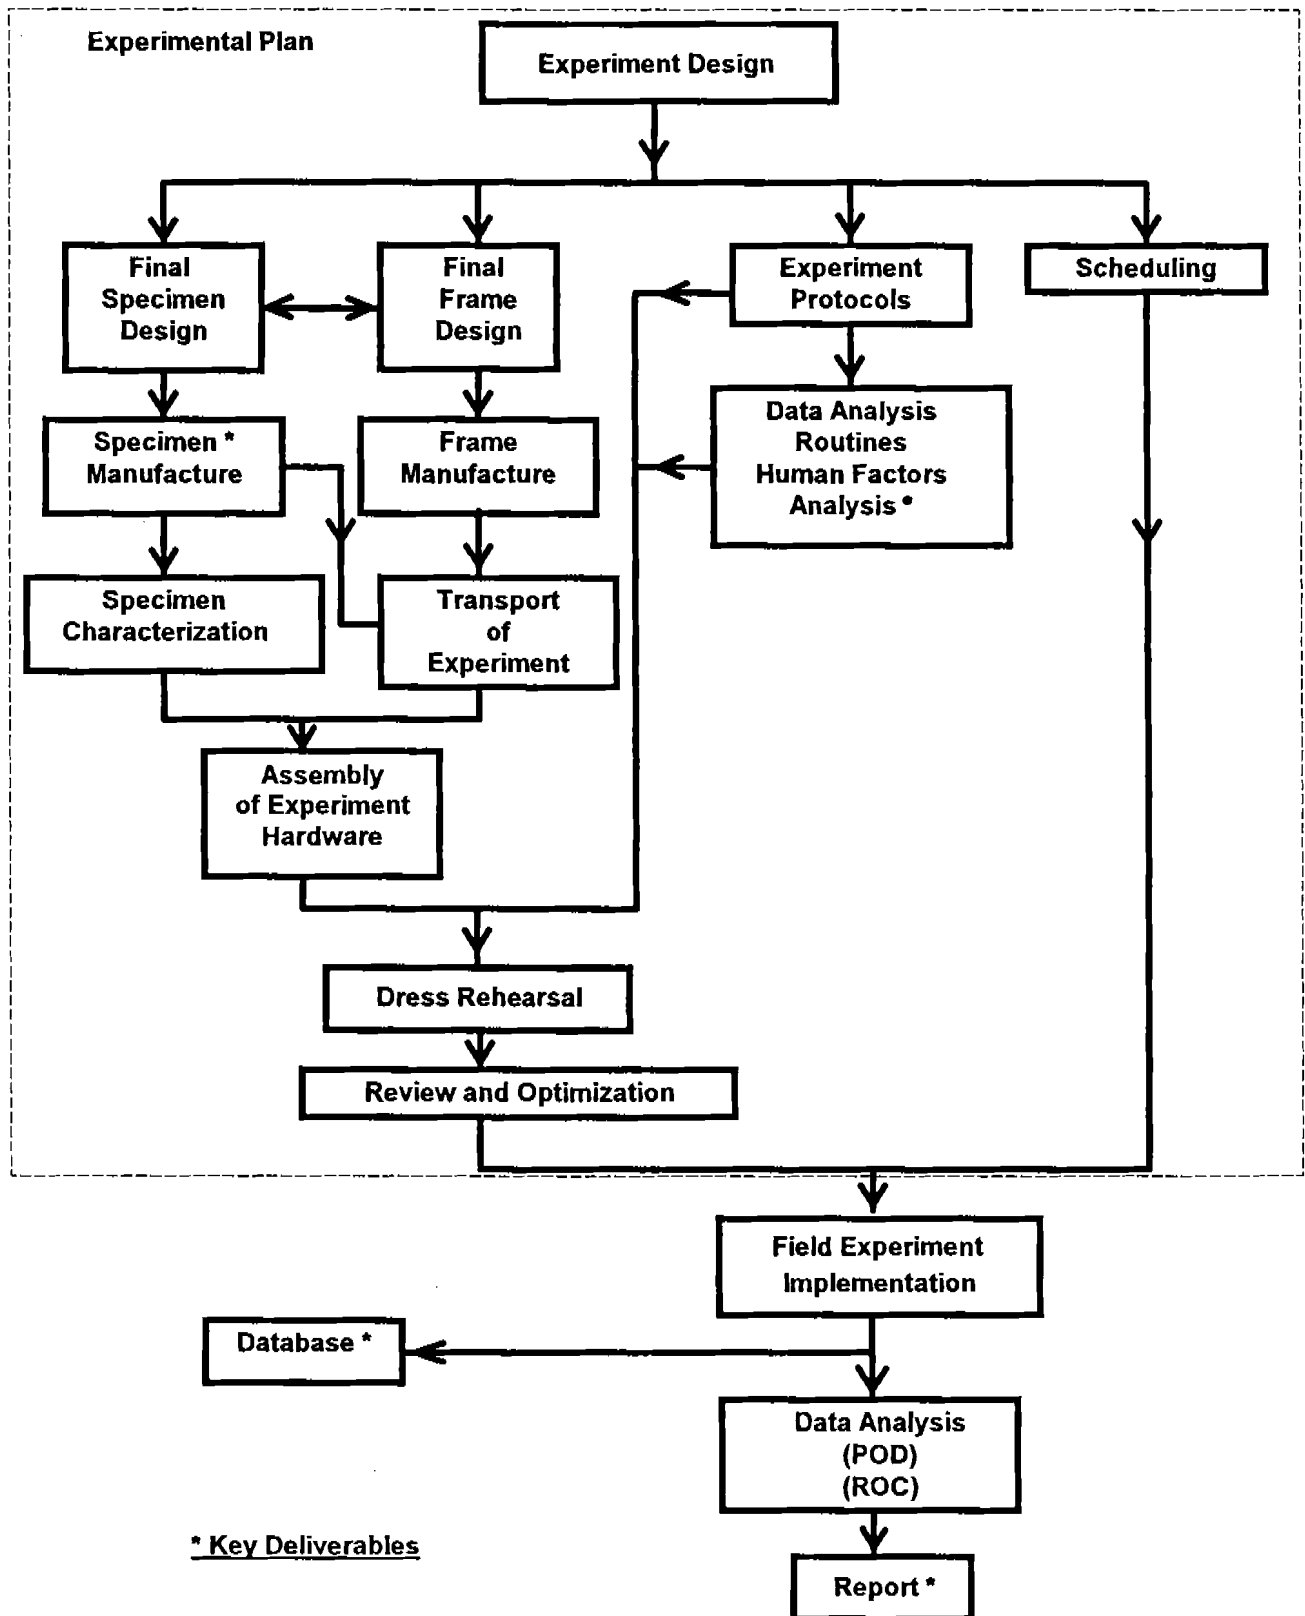 Experimental Plan
Experiment Design
Final
Specimen
Design
Final
Frame
Design
Experiment
Protocols
Scheduling
Specimen *
Manufacture
Frame
Manufacture
Data Analysis
Routines
Human Factors
Analysis *
Specimen
Characterization
Transport
of
Experiment
Assembly
of Experiment
Hardware
Dress Rehearsal
Review and Optimization
Field Experiment
Implementation
Database *
Data Analysis
(POD)
(ROC)
* Key Deliverables
Report *